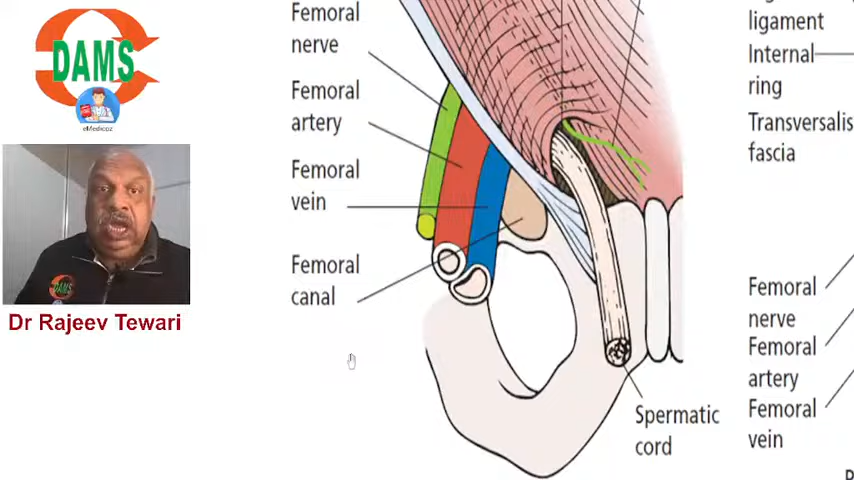 DAMS
eMedicoz
DAMS
Dr Rajeev Tewari
Femoral
nerve
Femoral
artery
Femoral
vein
Femoral
canal
Spermatic
cord
ligament
Internal
ring
Transversalis
fascia
Femoral
nerve
Femoral
artery
Femoral
vein
D